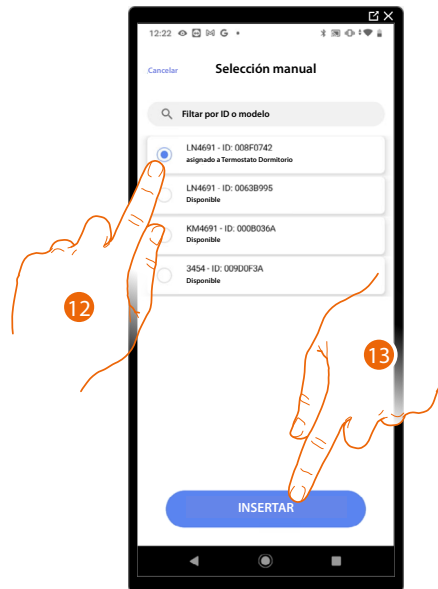 12:22 G
Cancelar Selección manual
Filtar por ID o modelo
LN4691 - ID: 008F0742
asignado a Termostato Dormitorio
LN4691 - ID: 0063B995
Disponible
KM4691 - ID: 000B036A
Disponible
3454 - ID: 009D0F3A
Disponible
12
13
INSERTAR